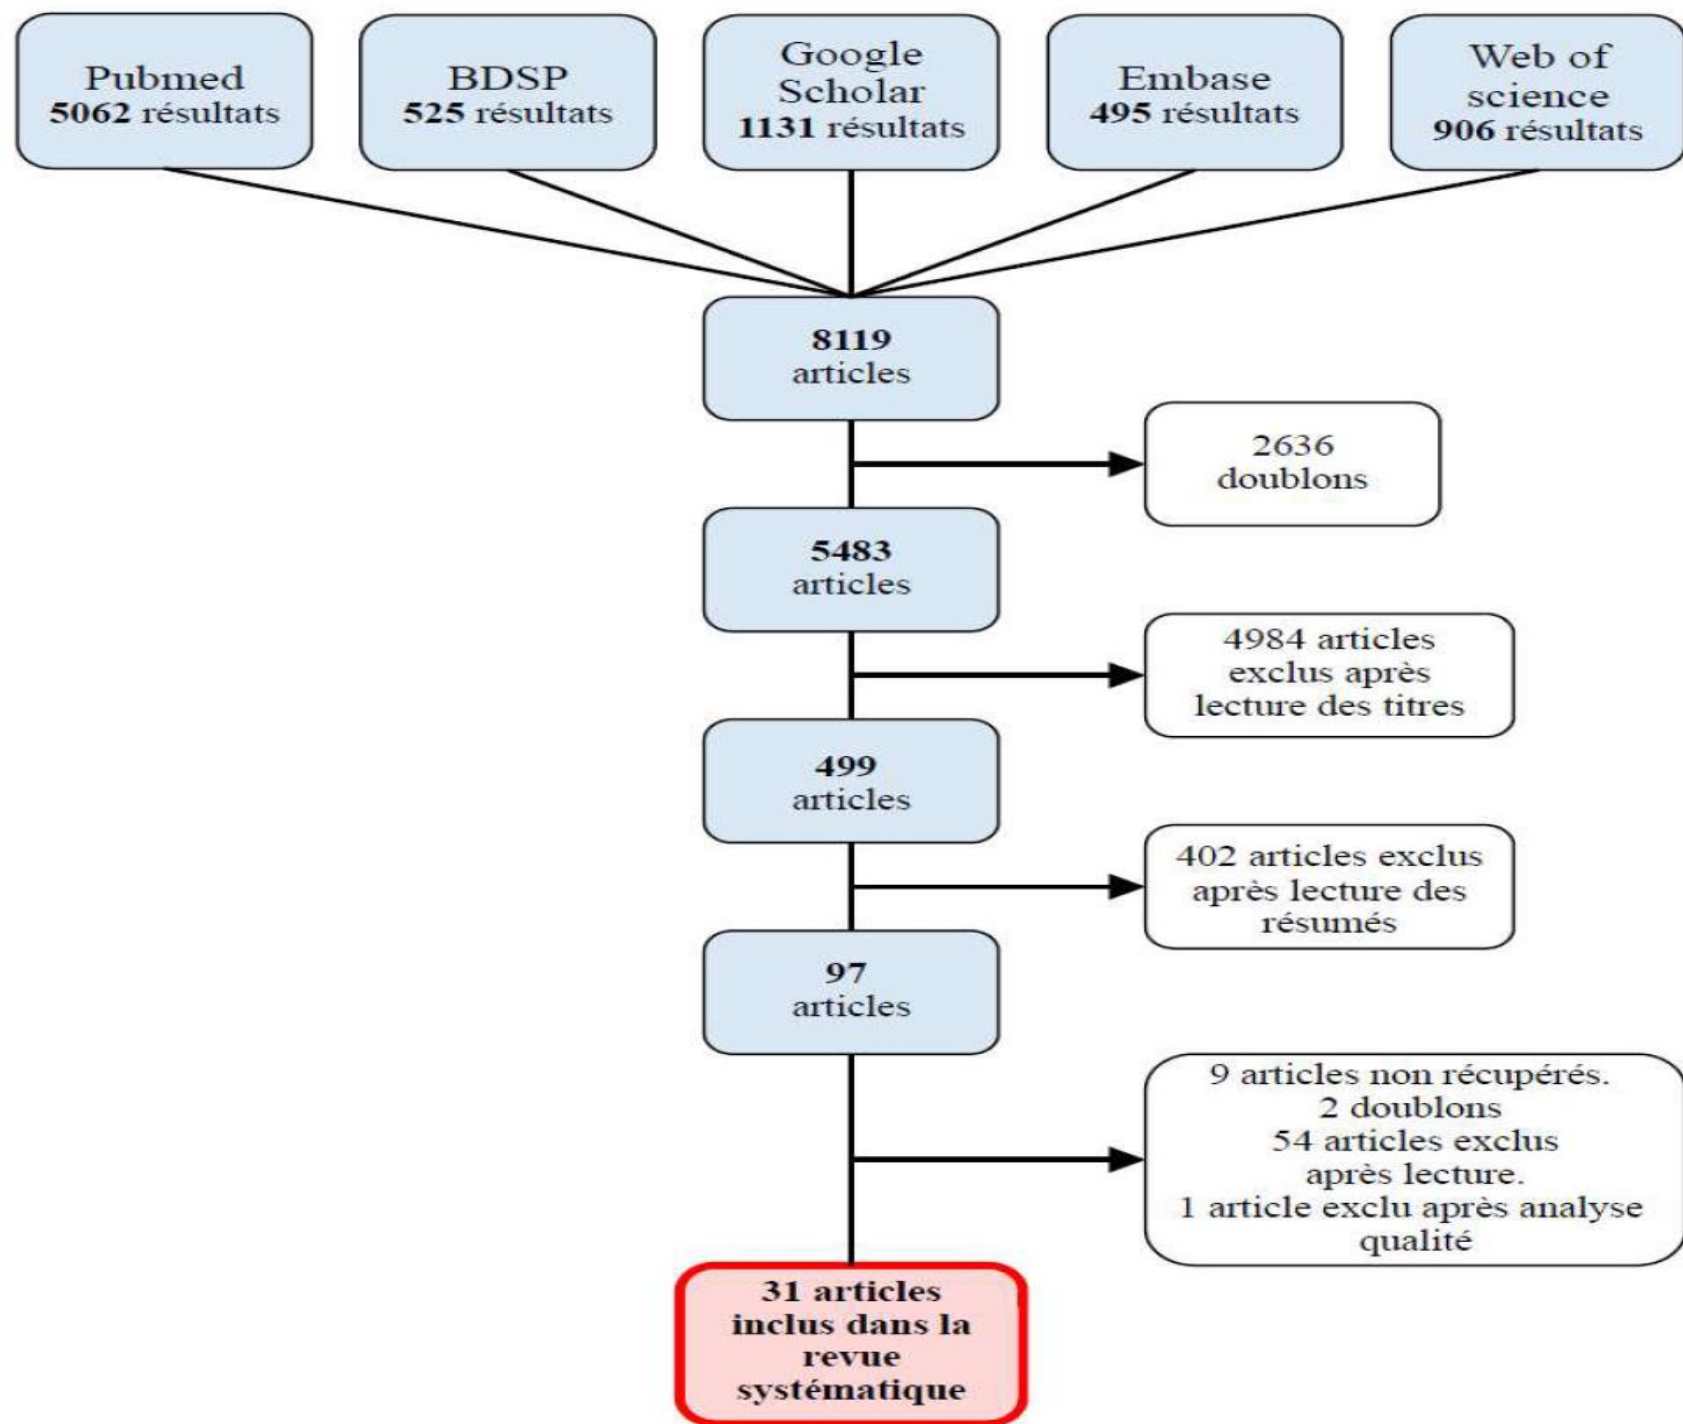 Pubmed
5062 résultats
BDSP
525 résultats
Google
Scholar
1131 résultats
Embase
495 résultats
Web of
science
906 résultats
8119
articles
2636
doublons
5483
articles
4984 articles
exclus après
lecture des titres
499
articles
402 articles exclus
après lecture des
résumés
97
articles
9 articles non récupérés.
2 doublons
54 articles exclus
après lecture.
1 article exclu après analyse
qualité
31 articles
inclus dans la
revue
systématique